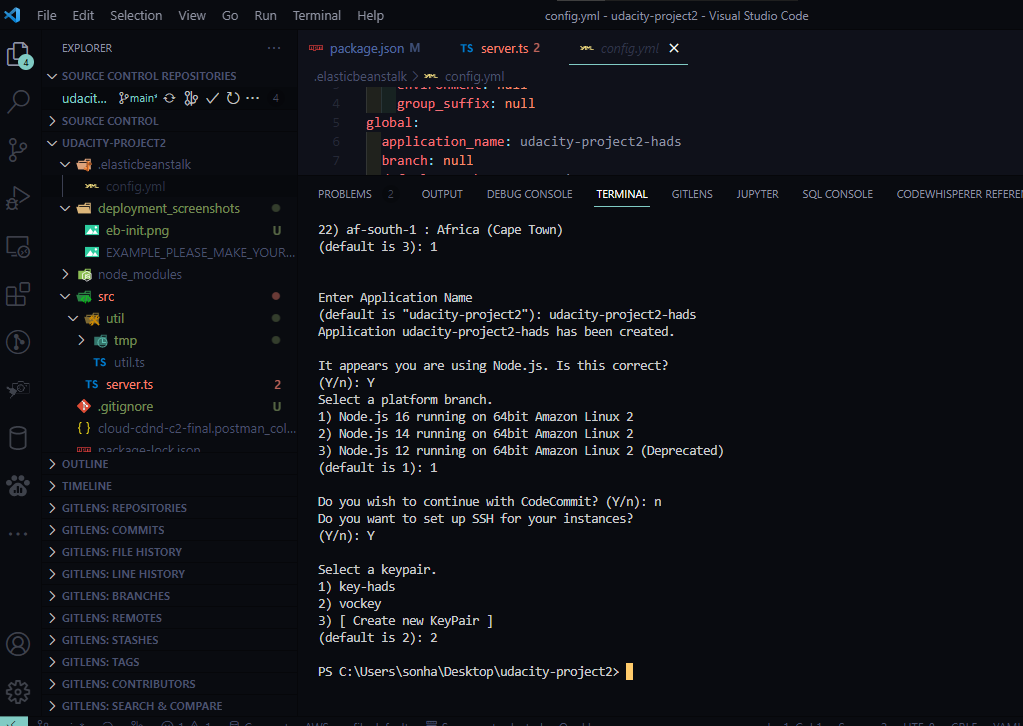 File Edit Selection View Go Run Terminal Help config.yml - udacity-project2 - Visual Studio Code
4
EXPLORER ...
SOURCE CONTROL REPOSITORIES
udacit... main* ... 4
SOURCE CONTROL
UDACITY-PROJECT2
.elasticbeanstalk
config.yml
deployment_screenshots
eb-init.png U
EXAMPLE_PLEASE_MAKE_YOUR...
node_modules
src
util
tmp
TS util.ts
TS server.ts 2
.gitignore U
{ } cloud-cdnd-c2-final.postman_col...
package-lock.json
OUTLINE
TIMELINE
GITLENS: REPOSITORIES
GITLENS: COMMITS
GITLENS: FILE HISTORY
GITLENS: LINE HISTORY
GITLENS: BRANCHES
GITLENS: REMOTES
GITLENS: STASHES
GITLENS: TAGS
GITLENS: CONTRIBUTORS
GITLENS: SEARCH & COMPARE
package.json M TS server.ts 2 config.yml
.elasticbeanstalk > config.yml
3 environment: null
4 group_suffix: null
5 global:
6 application_name: udacity-project2-hads
7 branch: null
PROBLEMS 2 OUTPUT DEBUG CONSOLE TERMINAL GITLENS JUPYTER SQL CONSOLE CODEWHISPERER REFEREN
22) af-south-1 : Africa (Cape Town)
(default is 3): 1
Enter Application Name
(default is "udacity-project2"): udacity-project2-hads
Application udacity-project2-hads has been created.
It appears you are using Node.js. Is this correct?
(Y/n): Y
Select a platform branch.
1) Node.js 16 running on 64bit Amazon Linux 2
2) Node.js 14 running on 64bit Amazon Linux 2
3) Node.js 12 running on 64bit Amazon Linux 2 (Deprecated)
(default is 1): 1
Do you wish to continue with CodeCommit? (Y/n): n
Do you want to set up SSH for your instances?
(Y/n): Y
Select a keypair.
1) key-hads
2) vockey
3) [ Create new KeyPair ]
(default is 2): 2
PS C:\Users\sonha\Desktop\udacity-project2>